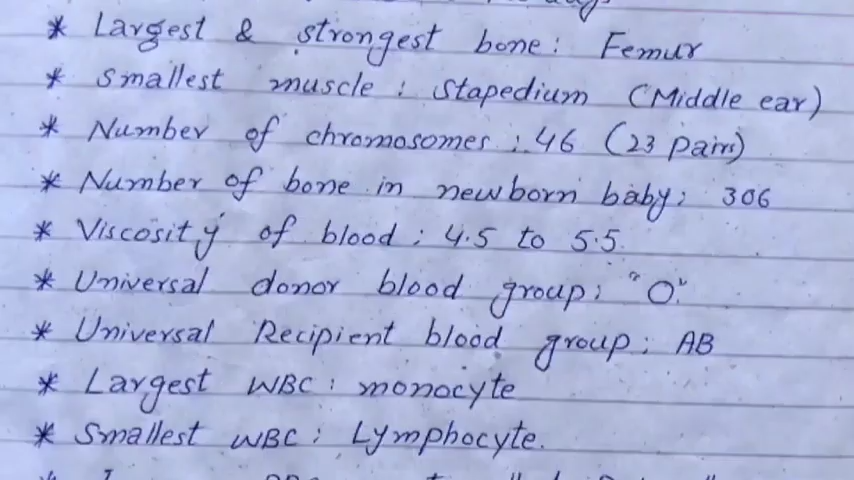 * Largest & strongest bone: Femur
* Smallest muscle: Stapedium (Middle ear)
* Number of chromosomes: 46 (23 pairs)
* Number of bone in newborn baby: 306
* Viscosity of blood: 4.5 to 5.5
* Universal donor blood group: "O"
* Universal Recipient blood group: AB
* Largest WBC: monocyte
* Smallest WBC: Lymphocyte.